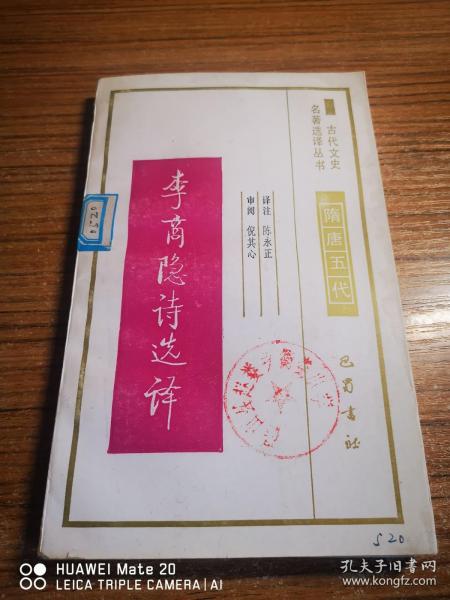 古代文史
名著选译丛书
隋唐五代
译注 陈永正
审阅 倪其心
李商隐诗选译
巴蜀书社
520
HUAWEI Mate 20
LEICA TRIPLE CAMERA | AI
孔夫子旧书网
www.kongfz.com